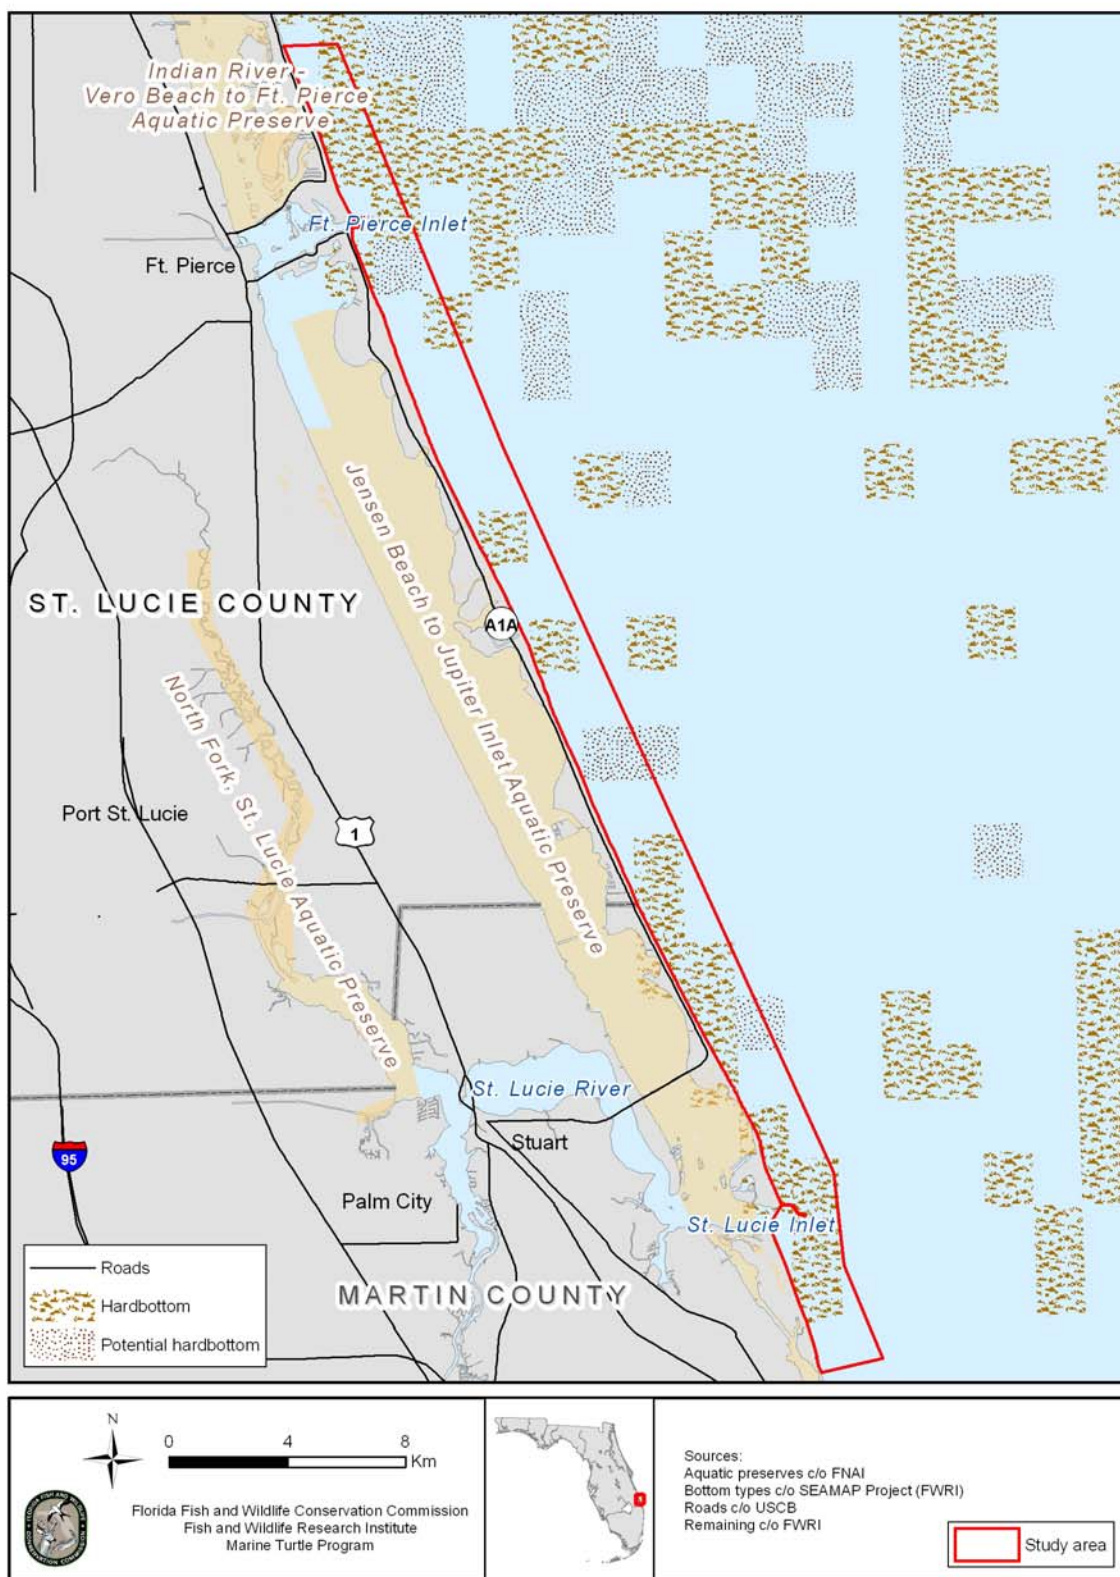 Indian River -
Vero Beach to Ft. Pierce
Aquatic Preserve
Ft. Pierce Inlet
Ft. Pierce
Jensen Beach to Jupiter Inlet Aquatic Preserve
ST. LUCIE COUNTY
A1A
North Fork, St. Lucie Aquatic Preserve
Port St. Lucie
1
St. Lucie River
Stuart
95
Palm City
St. Lucie Inlet
MARTIN COUNTY
Roads
Hardbottom
Potential hardbottom
N
0 4 8
Km
Florida Fish and Wildlife Conservation Commission
Fish and Wildlife Research Institute
Marine Turtle Program
Sources:
Aquatic preserves c/o FNAI
Bottom types c/o SEAMAP Project (FWRI)
Roads c/o USCB
Remaining c/o FWRI
Study area